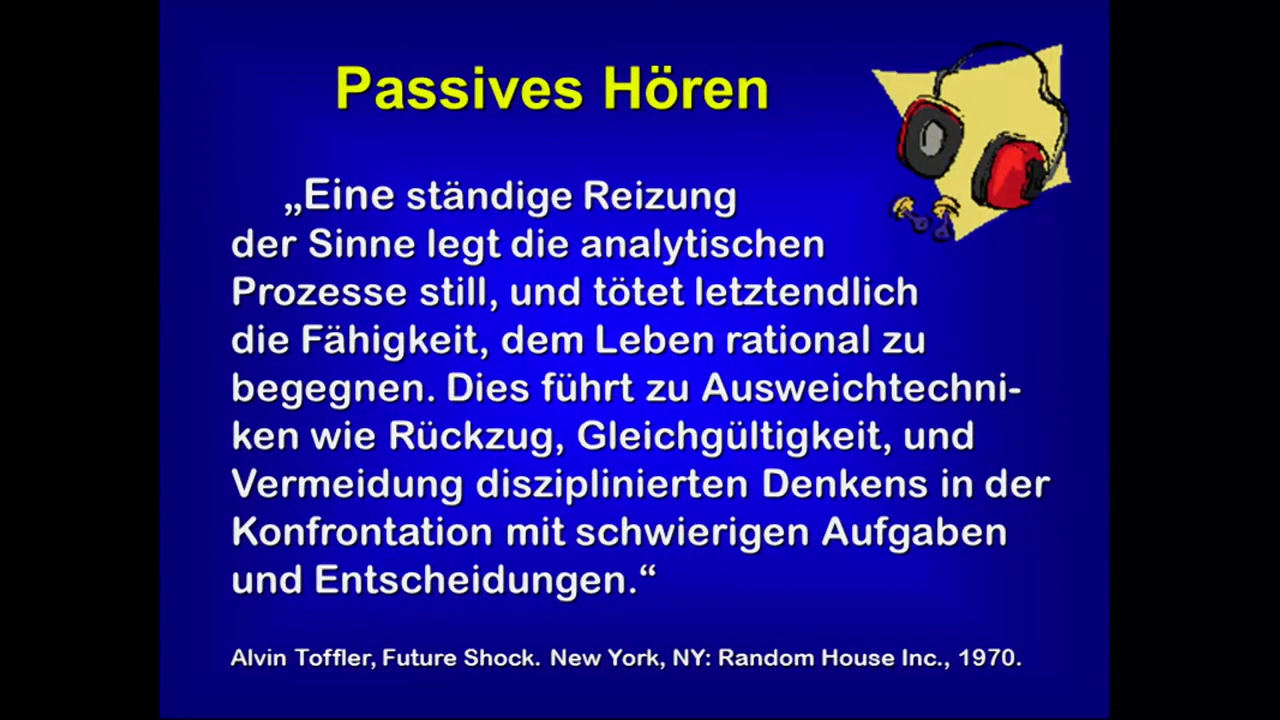 Passives Hören
„Eine ständige Reizung
der Sinne legt die analytischen
Prozesse still, und tötet letztendlich
die Fähigkeit, dem Leben rational zu
begegnen. Dies führt zu Ausweichtechni-
ken wie Rückzug, Gleichgültigkeit, und
Vermeidung disziplinierten Denkens in der
Konfrontation mit schwierigen Aufgaben
und Entscheidungen.“
Alvin Toffler, Future Shock. New York, NY: Random House Inc., 1970.